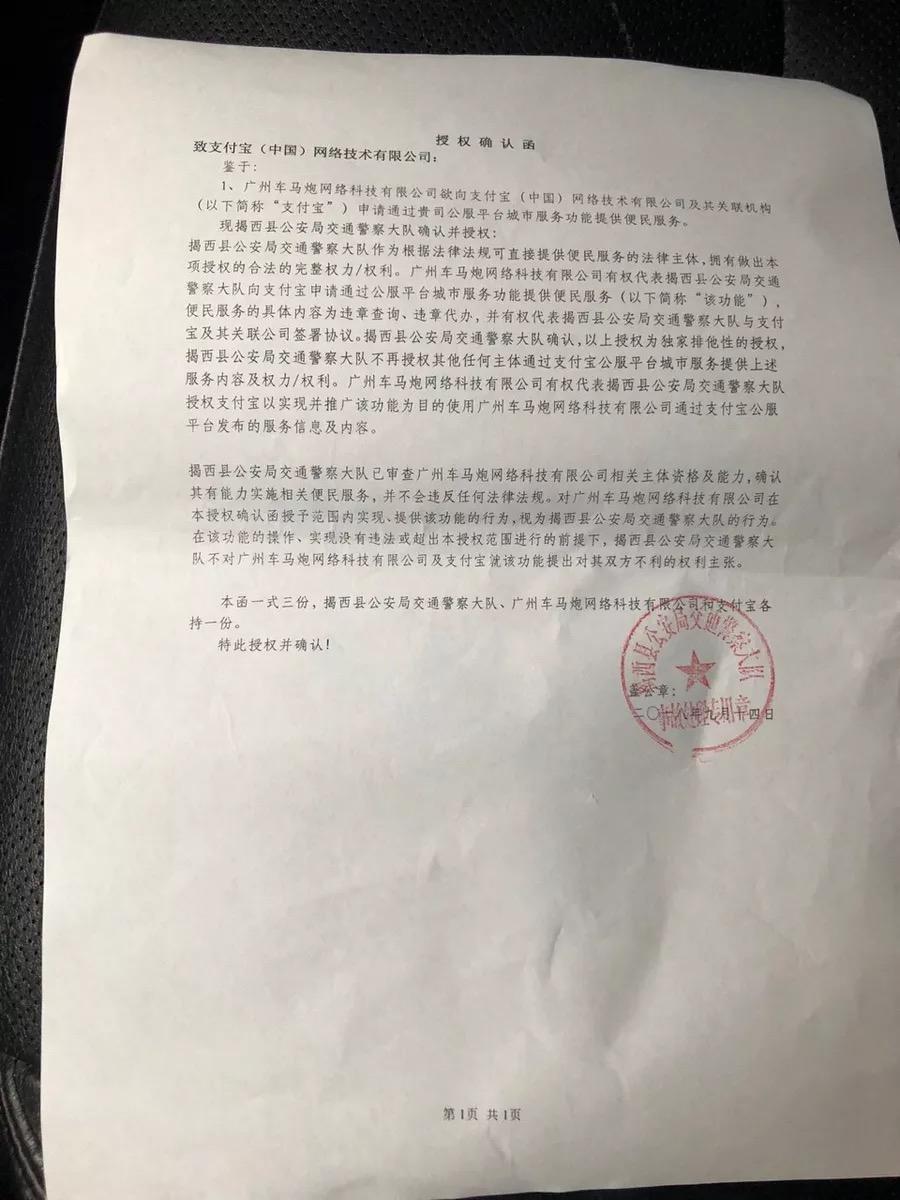 授权确认函
致支付宝（中国）网络技术有限公司：
鉴于：
1、广州车马炮网络科技有限公司欲向支付宝（中国）网络技术有限公司及其关联机构
（以下简称“支付宝”）申请通过贵司公服平台城市服务功能提供便民服务。
现揭西县公安局交通警察大队确认并授权：
揭西县公安局交通警察大队作为根据法律法规可直接提供便民服务的法律主体，拥有做出本
项授权的合法的完整权力/权利。广州车马炮网络科技有限公司有权代表揭西县公安局交通
警察大队向支付宝申请通过公服平台城市服务功能提供便民服务（以下简称“该功能”），
便民服务的具体内容为违章查询、违章代办，并有权代表揭西县公安局交通警察大队与支付
宝及其关联公司签署协议。揭西县公安局交通警察大队确认，以上授权为独家排他性的授权，
揭西县公安局交通警察大队不再授权其他任何主体通过支付宝公服平台城市服务提供上述
服务内容及权力/权利。广州车马炮网络科技有限公司有权代表揭西县公安局交通警察大队
授权支付宝以实现并推广该功能为目的使用广州车马炮网络科技有限公司通过支付宝公服
平台发布的服务信息及内容。
揭西县公安局交通警察大队已审查广州车马炮网络科技有限公司相关主体资格及能力，确认
其有能力实施相关便民服务，并不会违反任何法律法规。对广州车马炮网络科技有限公司在
本授权确认函授予范围内实现、提供该功能的行为，视为揭西县公安局交通警察大队的行为。
在该功能的操作、实现没有违法或超出本授权范围进行的前提下，揭西县公安局交通警察大
队不对广州车马炮网络科技有限公司及支付宝就该功能提出对其双方不利的权利主张。
本函一式三份，揭西县公安局交通警察大队、广州车马炮网络科技有限公司和支付宝各
持一份。
特此授权并确认！
揭西县公安局交通警察大队
盖公章：
二〇一八年九月十四日
专用章
第1页 共1页